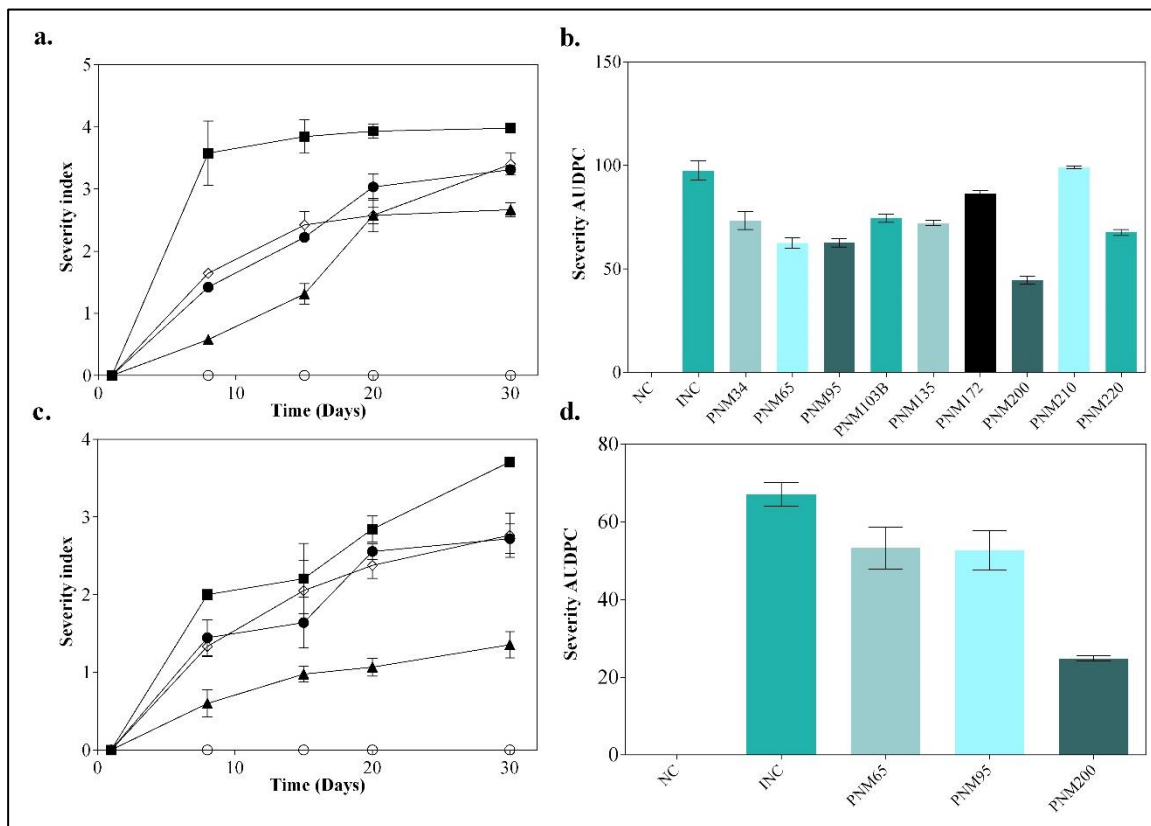 a.
Severity index
5
4
3
2
1
0
0
10
20
30
Time (Days)
b.
Severity AUDPC
150
100
50
0
NC
INC
PNM34
PNM65
PNM95
PNM103B
PNM135
PNM172
PNM200
PNM210
PNM220
c.
Severity index
4
3
2
1
0
0
10
20
30
Time (Days)
d.
Severity AUDPC
80
60
40
20
0
NC
INC
PNM65
PNM95
PNM200